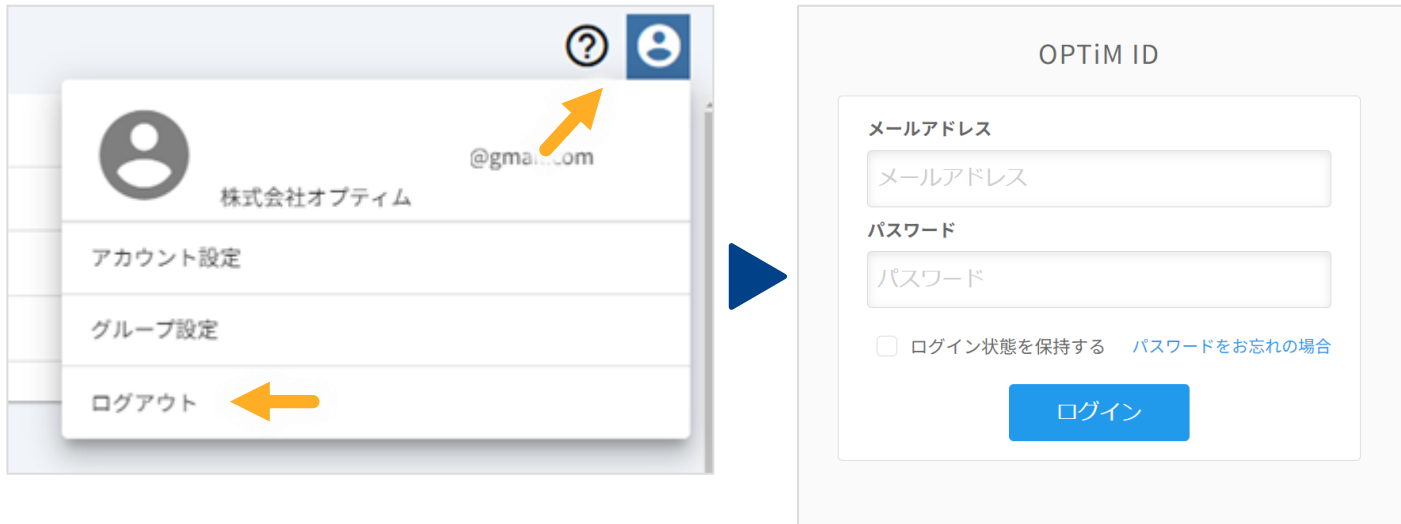 @gmail.com
株式会社オプティム
アカウント設定
グループ設定
ログアウト
OPTiM ID
メールアドレス
メールアドレス
パスワード
パスワード
ログイン状態を保持する パスワードをお忘れの場合
ログイン